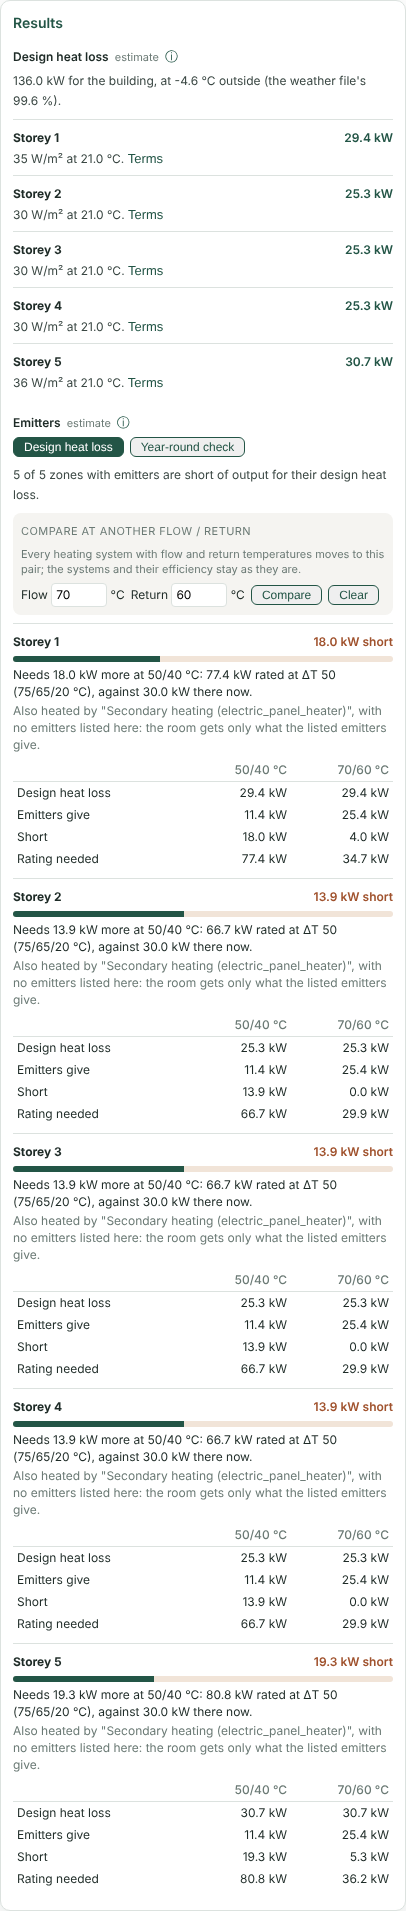 Results
Design heat loss estimate ⓘ
136.0 kW for the building, at -4.6 °C outside (the weather file's
99.6 %).
Storey 1 29.4 kW
35 W/m² at 21.0 °C. Terms
Storey 2 25.3 kW
30 W/m² at 21.0 °C. Terms
Storey 3 25.3 kW
30 W/m² at 21.0 °C. Terms
Storey 4 25.3 kW
30 W/m² at 21.0 °C. Terms
Storey 5 30.7 kW
36 W/m² at 21.0 °C. Terms
Emitters estimate ⓘ
Design heat loss Year-round check
5 of 5 zones with emitters are short of output for their design heat
loss.
COMPARE AT ANOTHER FLOW / RETURN
Every heating system with flow and return temperatures moves to this
pair; the systems and their efficiency stay as they are.
Flow 70 °C Return 60 °C Compare Clear
Storey 1 18.0 kW short
Needs 18.0 kW more at 50/40 °C: 77.4 kW rated at ΔT 50
(75/65/20 °C), against 30.0 kW there now.
Also heated by "Secondary heating (electric_panel_heater)", with
no emitters listed here: the room gets only what the listed emitters
give.
50/40 °C 70/60 °C
Design heat loss 29.4 kW 29.4 kW
Emitters give 11.4 kW 25.4 kW
Short 18.0 kW 4.0 kW
Rating needed 77.4 kW 34.7 kW
Storey 2 13.9 kW short
Needs 13.9 kW more at 50/40 °C: 66.7 kW rated at ΔT 50
(75/65/20 °C), against 30.0 kW there now.
Also heated by "Secondary heating (electric_panel_heater)", with
no emitters listed here: the room gets only what the listed emitters
give.
50/40 °C 70/60 °C
Design heat loss 25.3 kW 25.3 kW
Emitters give 11.4 kW 25.4 kW
Short 13.9 kW 0.0 kW
Rating needed 66.7 kW 29.9 kW
Storey 3 13.9 kW short
Needs 13.9 kW more at 50/40 °C: 66.7 kW rated at ΔT 50
(75/65/20 °C), against 30.0 kW there now.
Also heated by "Secondary heating (electric_panel_heater)", with
no emitters listed here: the room gets only what the listed emitters
give.
50/40 °C 70/60 °C
Design heat loss 25.3 kW 25.3 kW
Emitters give 11.4 kW 25.4 kW
Short 13.9 kW 0.0 kW
Rating needed 66.7 kW 29.9 kW
Storey 4 13.9 kW short
Needs 13.9 kW more at 50/40 °C: 66.7 kW rated at ΔT 50
(75/65/20 °C), against 30.0 kW there now.
Also heated by "Secondary heating (electric_panel_heater)", with
no emitters listed here: the room gets only what the listed emitters
give.
50/40 °C 70/60 °C
Design heat loss 25.3 kW 25.3 kW
Emitters give 11.4 kW 25.4 kW
Short 13.9 kW 0.0 kW
Rating needed 66.7 kW 29.9 kW
Storey 5 19.3 kW short
Needs 19.3 kW more at 50/40 °C: 80.8 kW rated at ΔT 50
(75/65/20 °C), against 30.0 kW there now.
Also heated by "Secondary heating (electric_panel_heater)", with
no emitters listed here: the room gets only what the listed emitters
give.
50/40 °C 70/60 °C
Design heat loss 30.7 kW 30.7 kW
Emitters give 11.4 kW 25.4 kW
Short 19.3 kW 5.3 kW
Rating needed 80.8 kW 36.2 kW